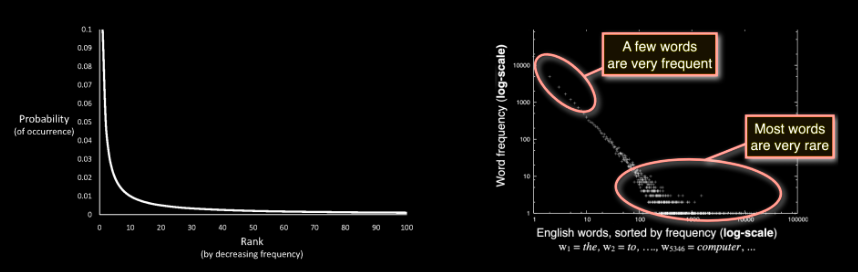 0.1
0.09
0.08
0.07
0.06
0.05
0.04
0.03
0.02
0.01
0
Probability
(of occurrence)
0 10 20 30 40 50 60 70 80 90 100
Rank
(by decreasing frequency)
A few words
are very frequent
Most words
are very rare
Word frequency (log-scale)
10000
1000
100
10
1
1 10 100 1000 10000 100000
English words, sorted by frequency (log-scale)
w1 = the, w2 = to, …., w5346 = computer, ...